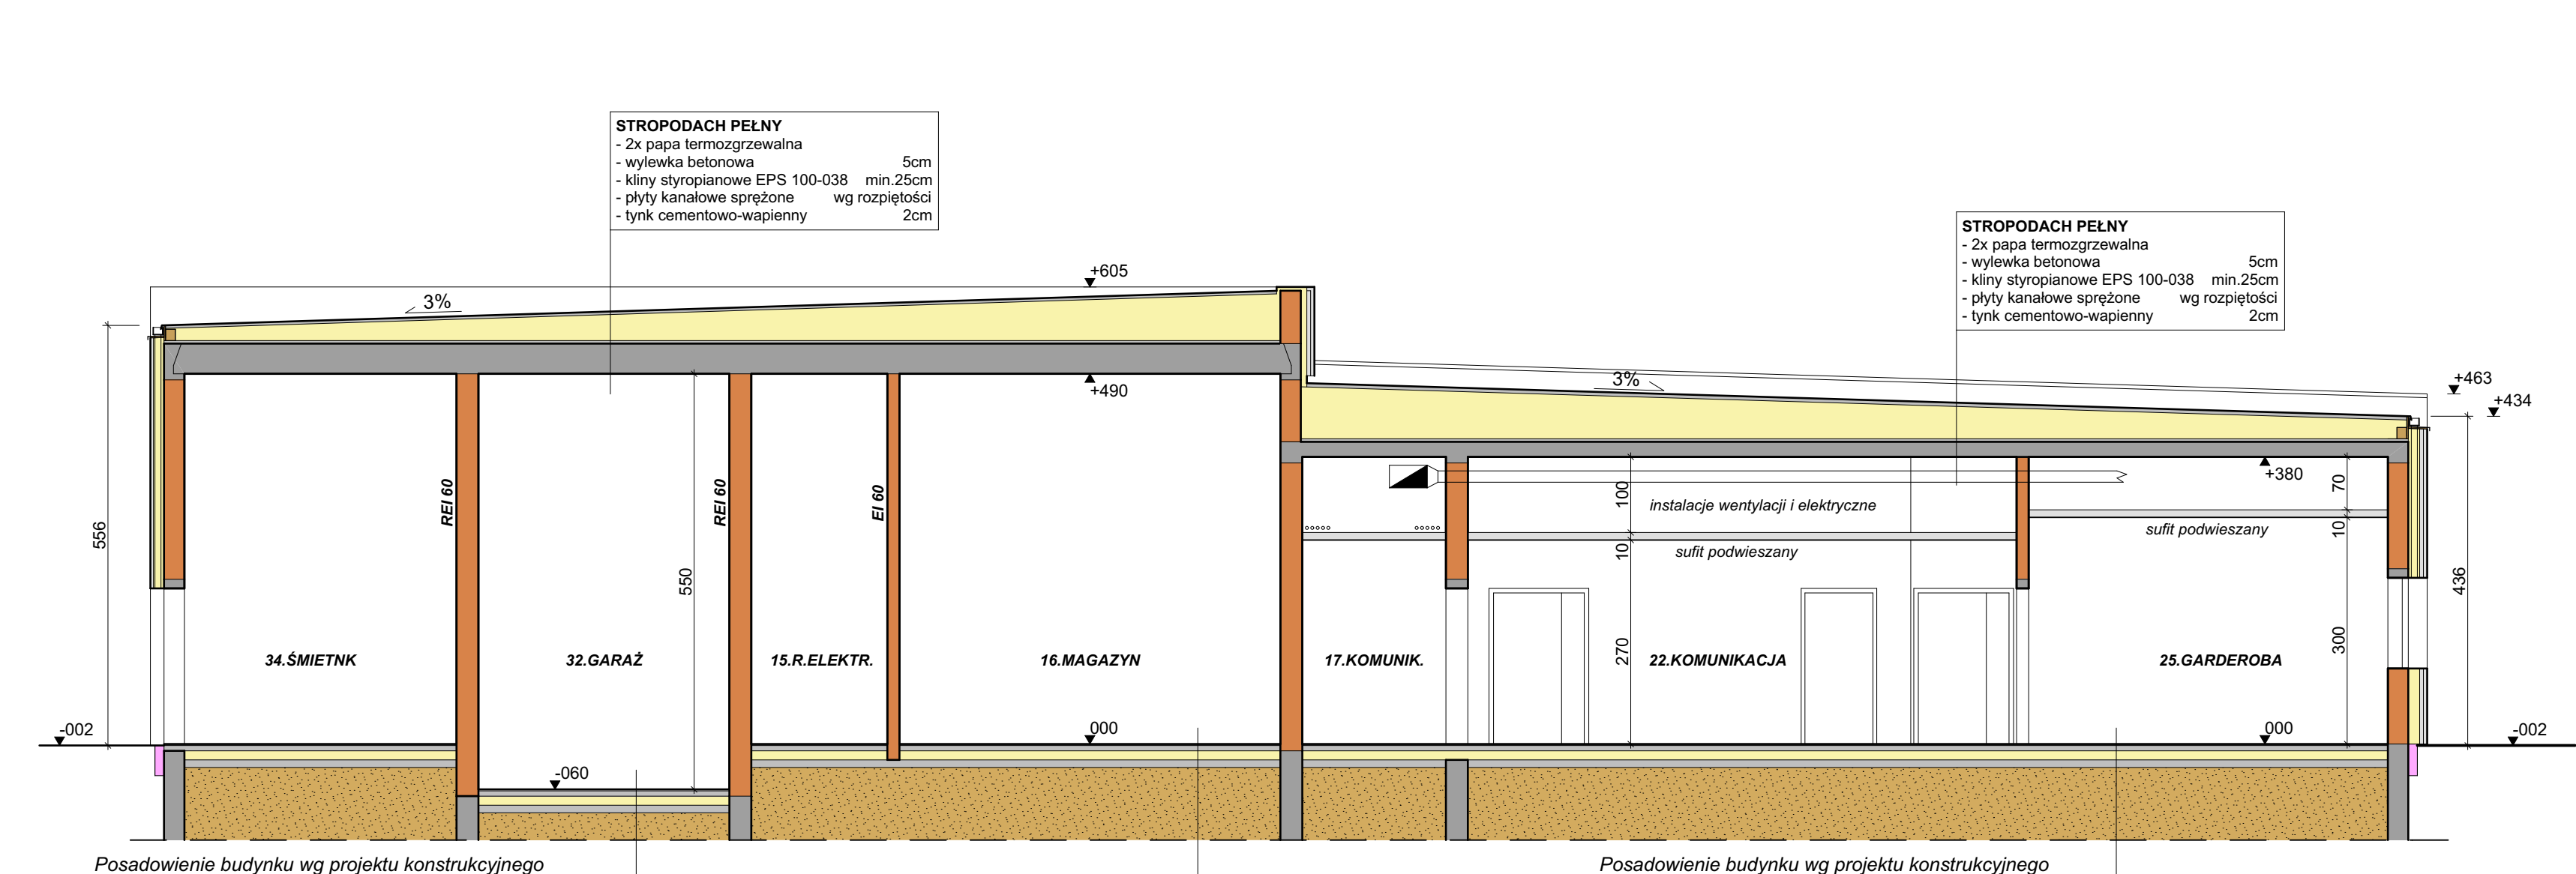 STROPODACH PEŁNY
- 2x papa termozgrzewalna
- wylewka betonowa 5cm
- kliny styropianowe EPS 100-038 min.25cm
- płyty kanałowe sprężone wg rozpiętości
- tynk cementowo-wapienny 2cm
STROPODACH PEŁNY
- 2x papa termozgrzewalna
- wylewka betonowa 5cm
- kliny styropianowe EPS 100-038 min.25cm
- płyty kanałowe sprężone wg rozpiętości
- tynk cementowo-wapienny 2cm
+605
3%
3%
+463
+434
+490
+380
REI 60
REI 60
EI 60
100
70
instalacje wentylacji i elektryczne
sufit podwieszany
10
sufit podwieszany
10
556
550
436
270
300
34.ŚMIETNK
32.GARAŻ
15.R.ELEKTR.
16.MAGAZYN
17.KOMUNIK.
22.KOMUNIKACJA
25.GARDEROBA
-002
000
000
-002
-060
Posadowienie budynku wg projektu konstrukcyjnego
Posadowienie budynku wg projektu konstrukcyjnego